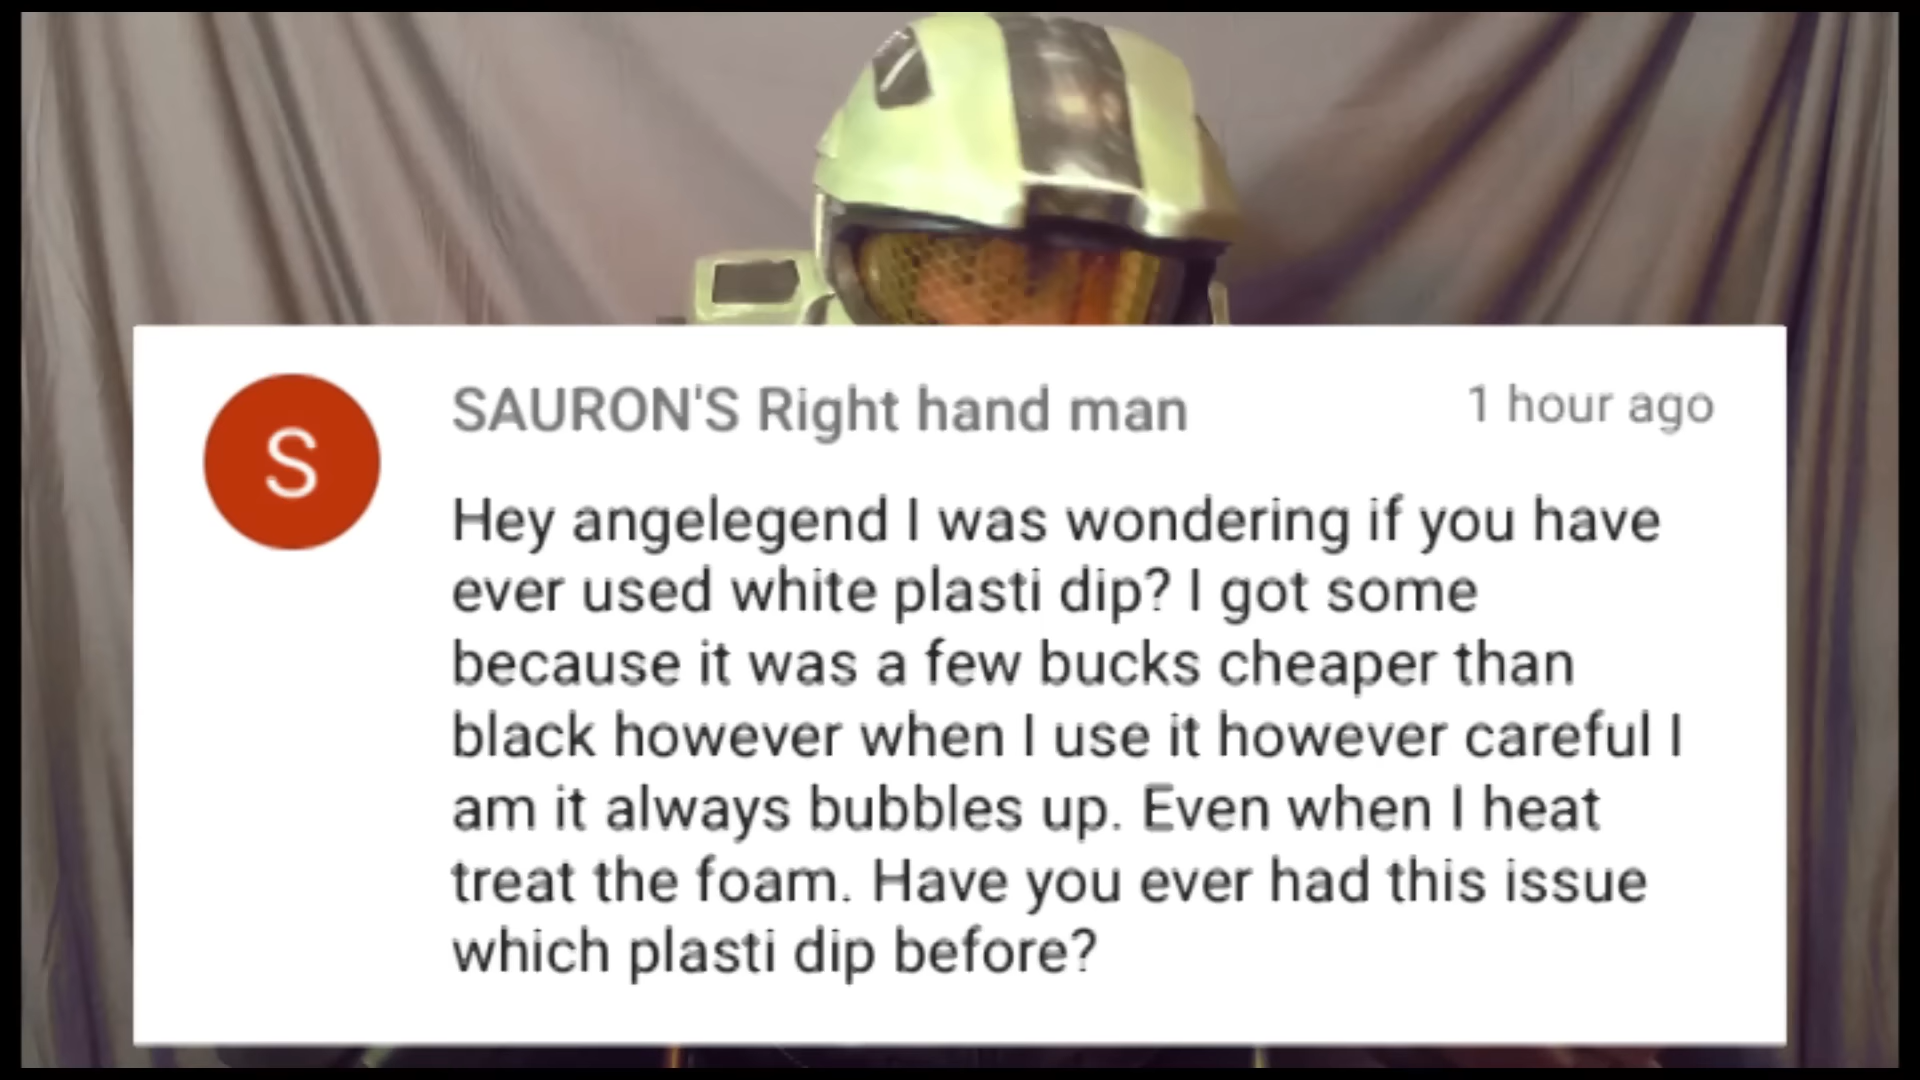 S
SAURON'S Right hand man
1 hour ago
Hey angelegend I was wondering if you have
ever used white plasti dip? I got some
because it was a few bucks cheaper than
black however when I use it however careful I
am it always bubbles up. Even when I heat
treat the foam. Have you ever had this issue
which plasti dip before?